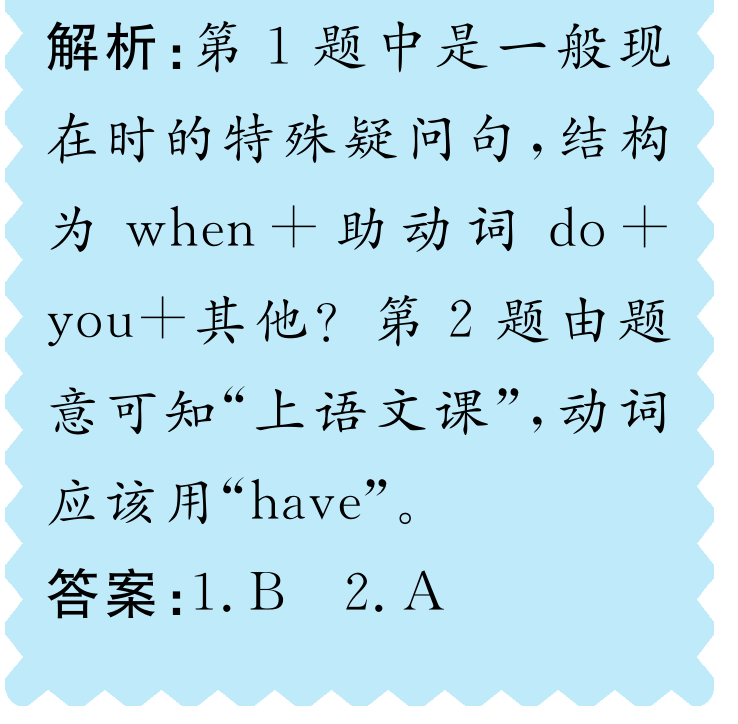 解析:第 1 题中是一般现
在时的特殊疑问句,结构
为 when+助动词 do+
you+其他? 第 2 题由题
意可知“上语文课”,动词
应该用“have”。
答案:1. B 2. A